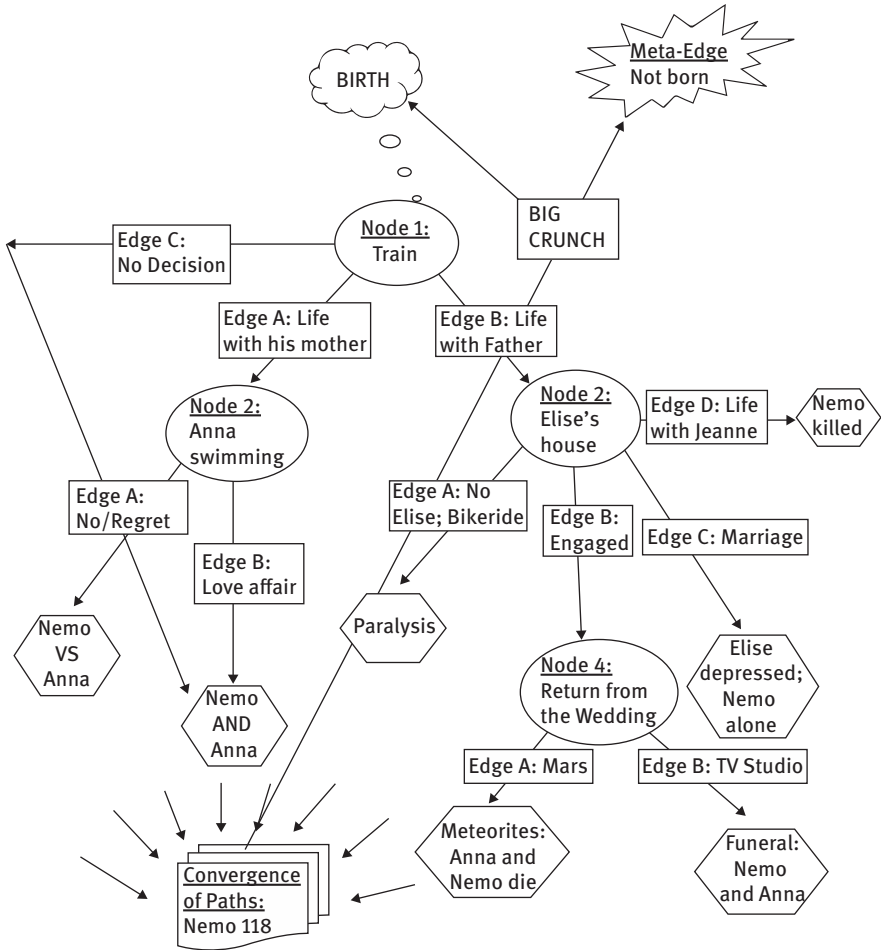 BIRTH
Meta-Edge
Not born
BIG
CRUNCH
Node 1:
Train
Edge C:
No Decision
Edge A: Life
with his mother
Edge B: Life
with Father
Node 2:
Anna
swimming
Node 2:
Elise's
house
Edge D: Life
with Jeanne
Nemo
killed
Edge A:
No/Regret
Edge B:
Love affair
Edge A: No
Elise; Bikeride
Edge B:
Engaged
Edge C: Marriage
Nemo
VS
Anna
Nemo
AND
Anna
Paralysis
Node 4:
Return from
the Wedding
Elise
depressed;
Nemo
alone
Edge A: Mars
Edge B: TV Studio
Meteorites:
Anna and
Nemo die
Funeral:
Nemo
and Anna
Convergence
of Paths:
Nemo 118